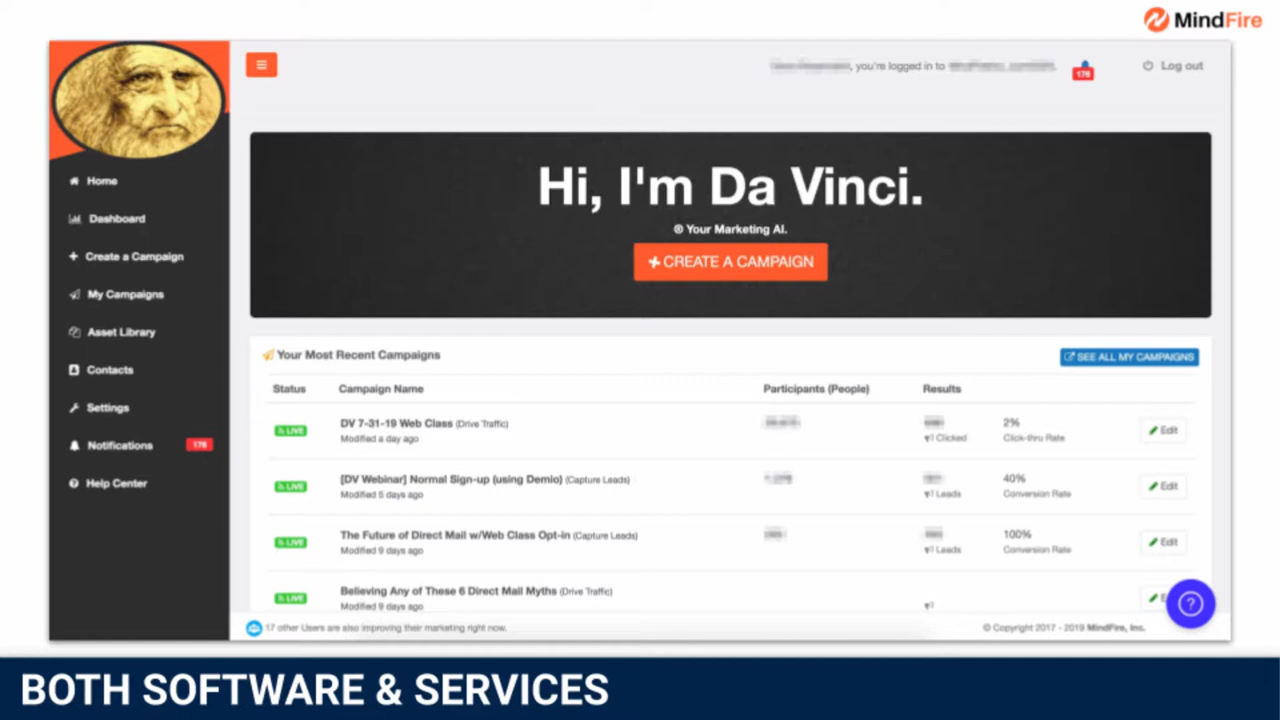 MindFire
, you're logged in to
176
Log out
Home
Dashboard
Create a Campaign
My Campaigns
Asset Library
Contacts
Settings
Notifications 176
Help Center
Hi, I'm Da Vinci.
® Your Marketing AI.
CREATE A CAMPAIGN
Your Most Recent Campaigns
SEE ALL MY CAMPAIGNS
Status Campaign Name Participants (People) Results
LIVE DV 7-31-19 Web Class (Drive Traffic) 2% Edit
Modified a day ago Clicked Click-thru Rate
LIVE [DV Webinar] Normal Sign-up (using Demio) (Capture Leads) 40% Edit
Modified 5 days ago Leads Conversion Rate
LIVE The Future of Direct Mail w/Web Class Opt-in (Capture Leads) 100% Edit
Modified 9 days ago Leads Conversion Rate
LIVE Believing Any of These 6 Direct Mail Myths (Drive Traffic)
Modified 9 days ago
17 other Users are also improving their marketing right now.
© Copyright 2017 - 2019 MindFire, Inc.
BOTH SOFTWARE & SERVICES